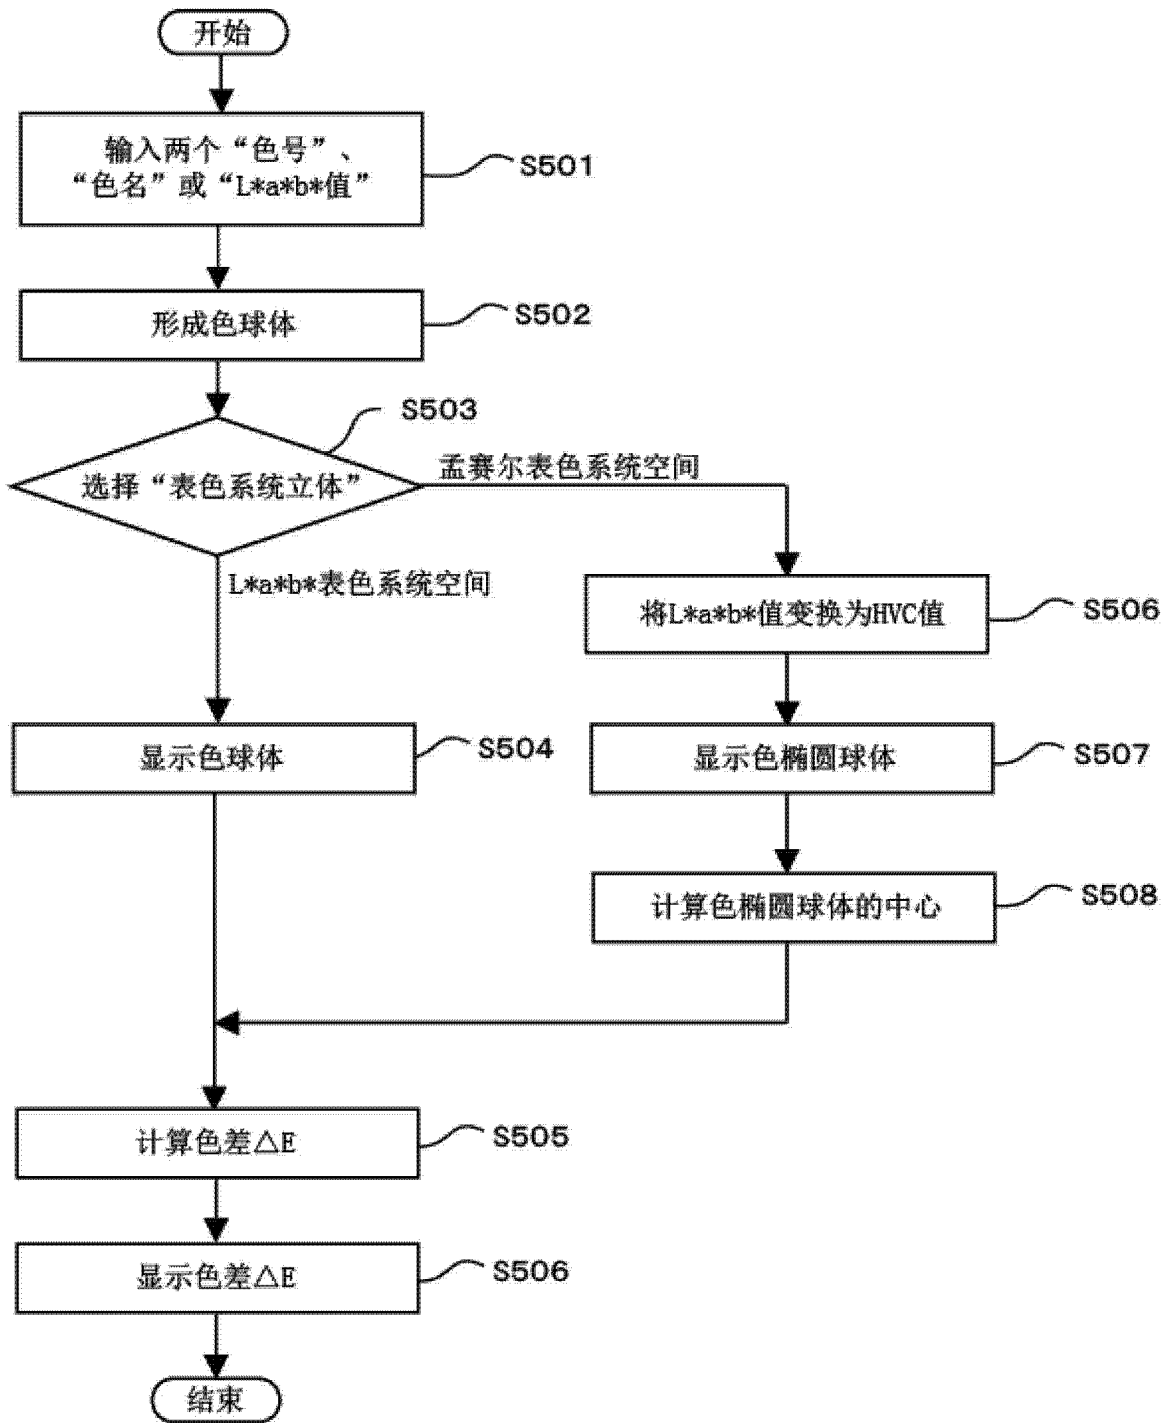 开始
输入两个“色号”、
“色名”或“L*a*b*值”
S501
形成色球体
S502
S503
选择“表色系统立体”
孟赛尔表色系统空间
L*a*b*表色系统空间
将L*a*b*值变换为HVC值
S506
显示色球体
S504
显示色椭圆球体
S507
计算色椭圆球体的中心
S508
计算色差△E
S505
显示色差△E
S506
结束